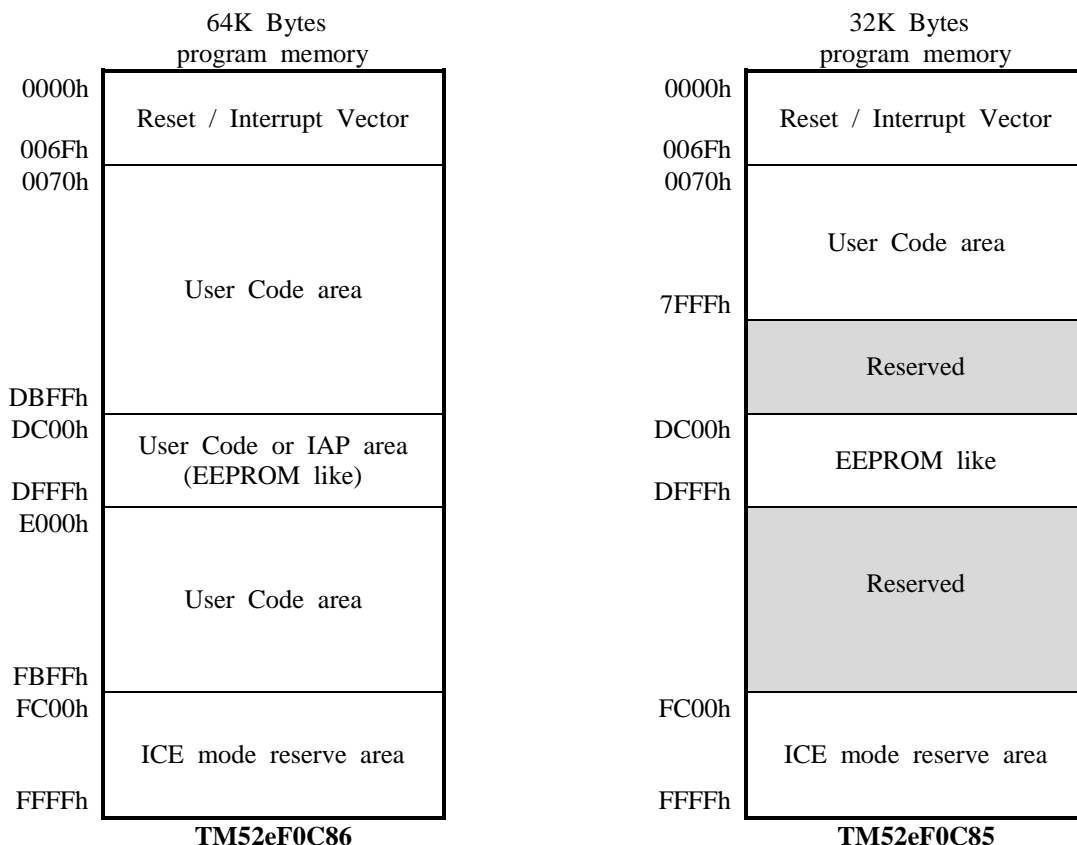 64K Bytes
program memory
0000h
Reset / Interrupt Vector
006Fh
0070h
User Code area
DBFFh
DC00h
User Code or IAP area
(EEPROM like)
DFFFh
E000h
User Code area
FBFFh
FC00h
ICE mode reserve area
FFFFh
TM52eF0C86
32K Bytes
program memory
0000h
Reset / Interrupt Vector
006Fh
0070h
User Code area
7FFFh
Reserved
DC00h
EEPROM like
DFFFh
Reserved
FC00h
ICE mode reserve area
FFFFh
TM52eF0C85